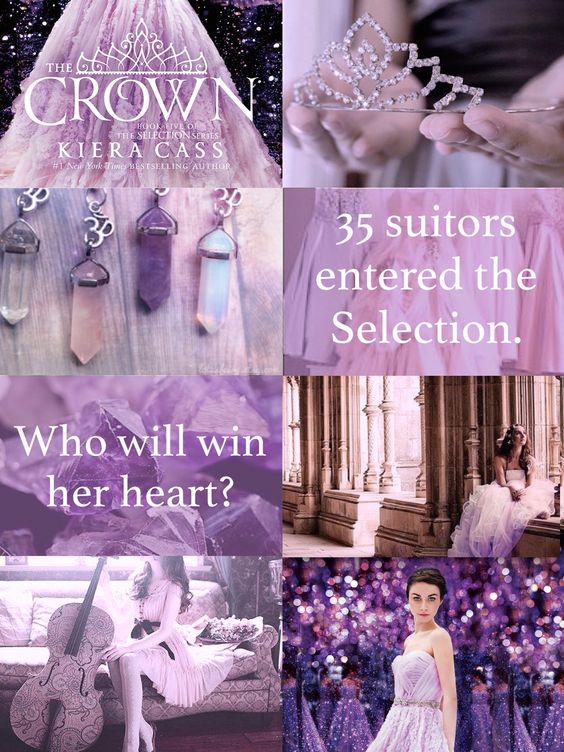 THE
CROWN
BOOK FIVE OF
THE SELECTION SERIES
KIERA CASS
#1 New York Times BESTSELLING AUTHOR
35 suitors
entered the
Selection.
Who will win
her heart?